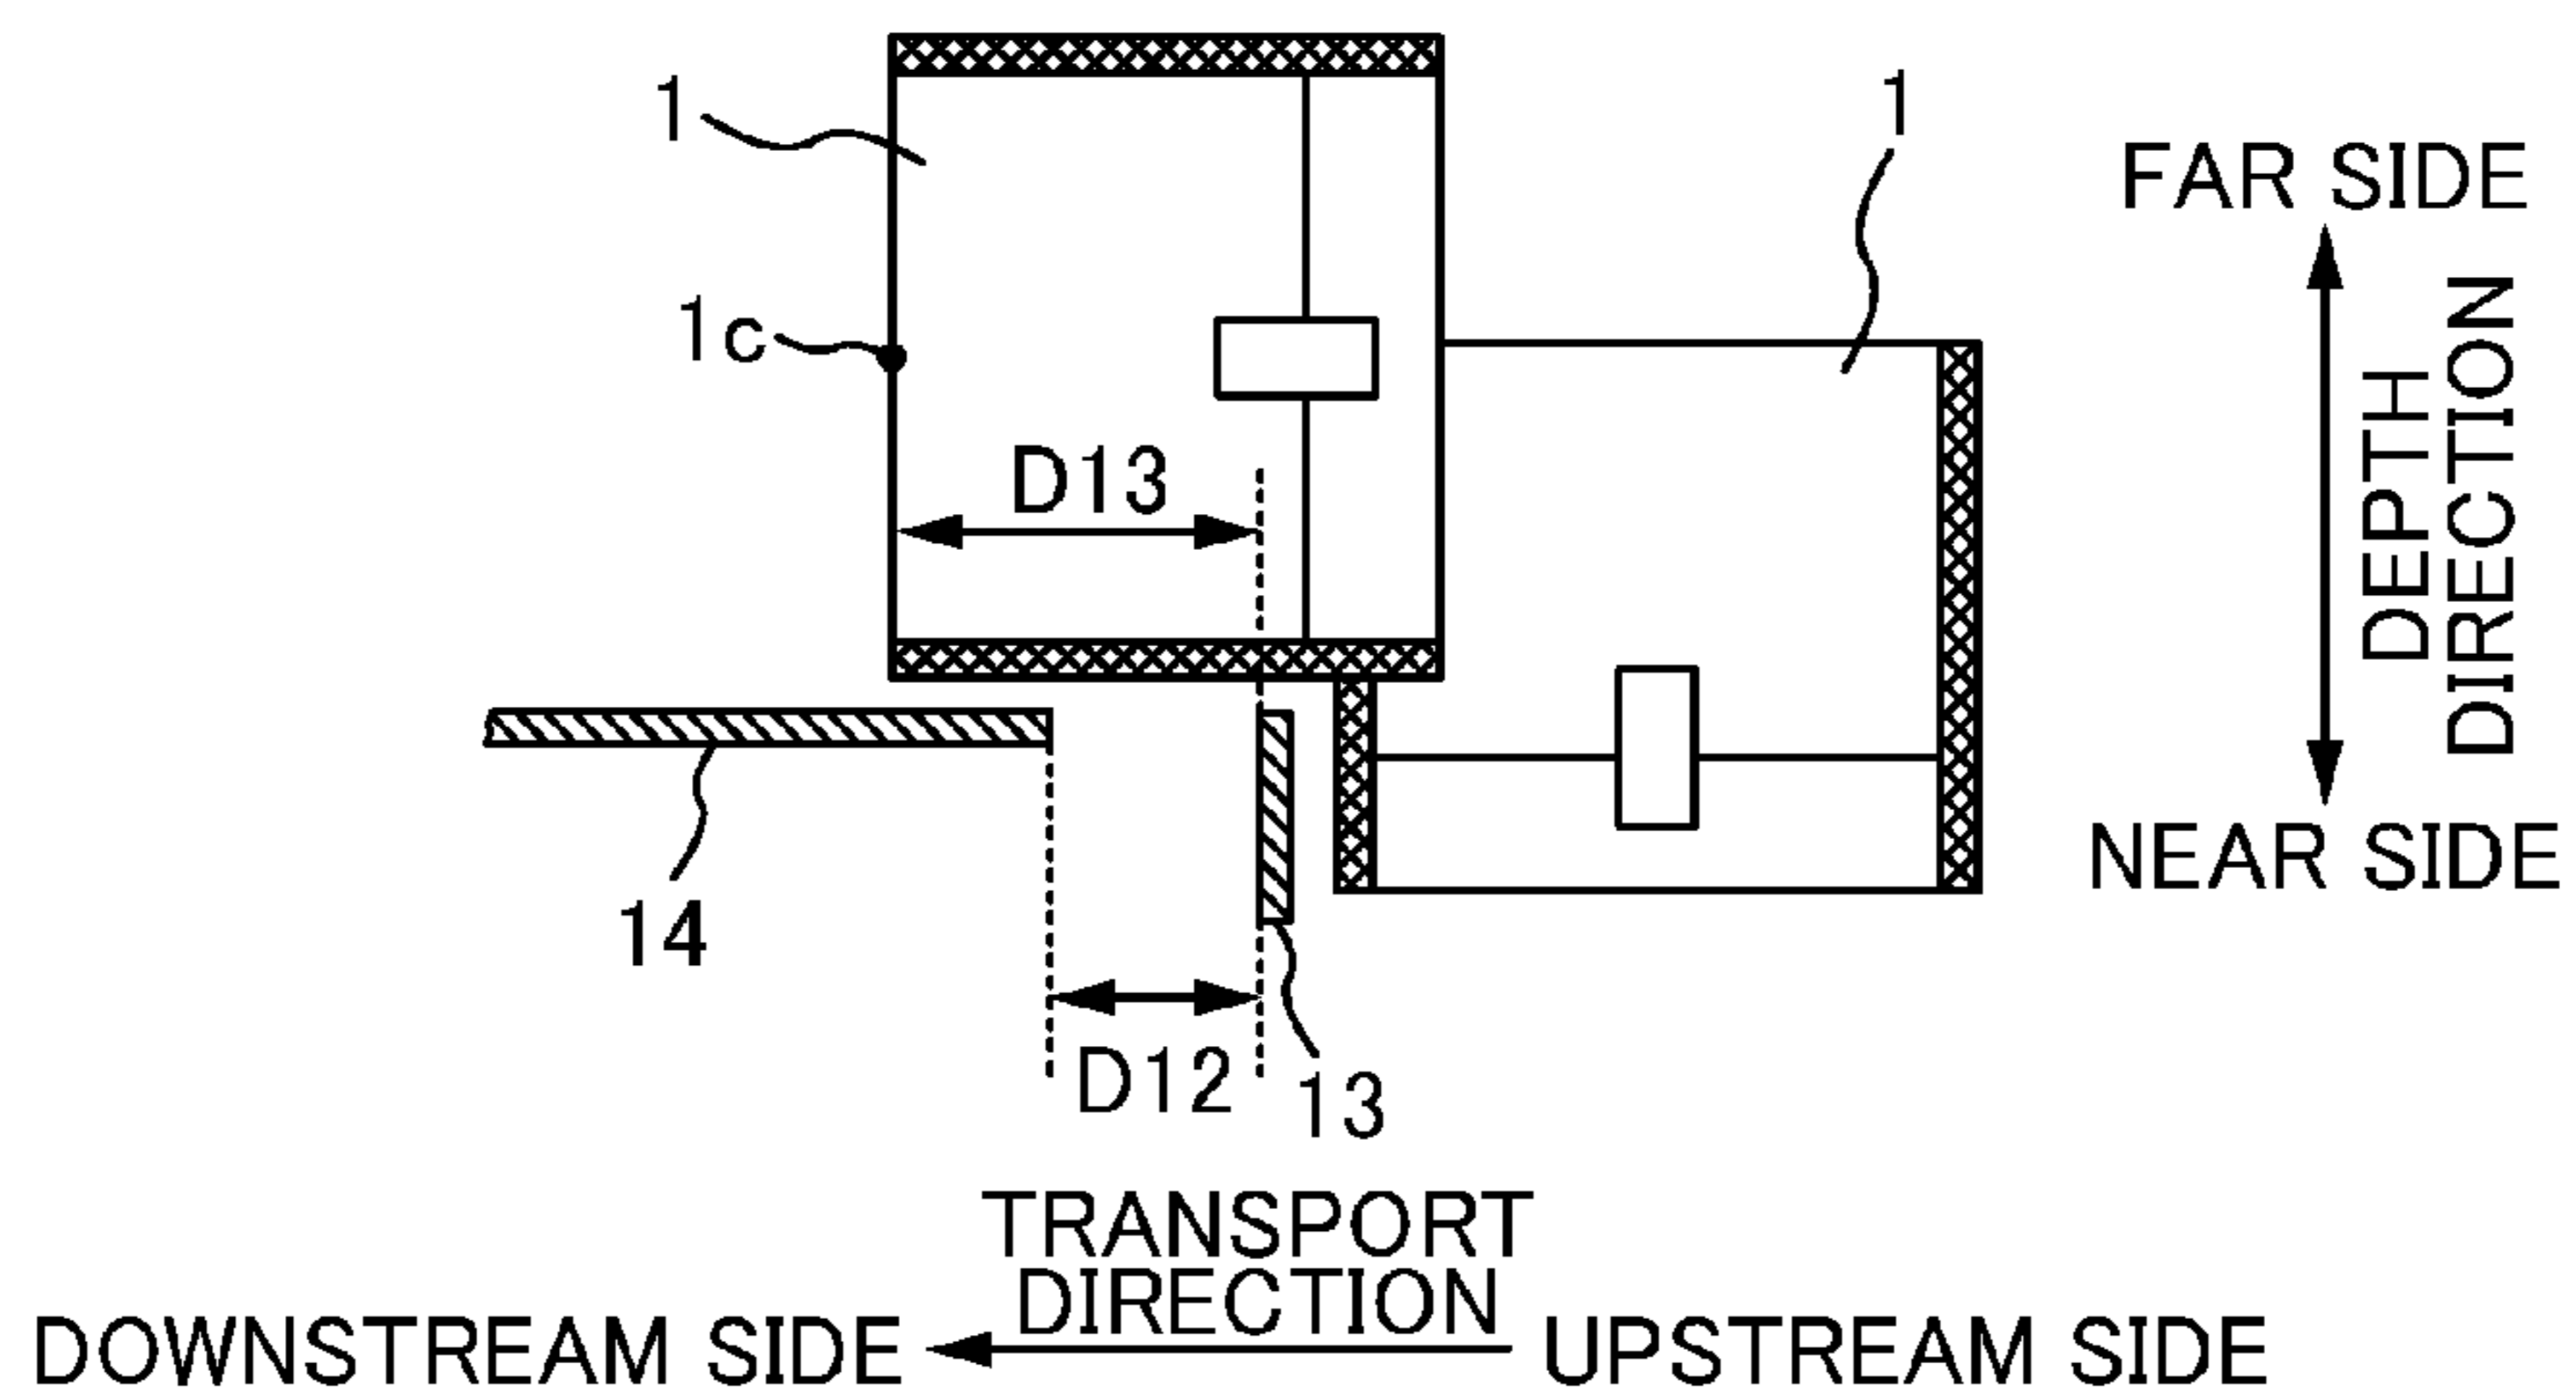 1
1
FAR SIDE
1c
DEPTH
DIRECTION
D13
NEAR SIDE
14
D12
13
TRANSPORT
DIRECTION
DOWNSTREAM SIDE
UPSTREAM SIDE